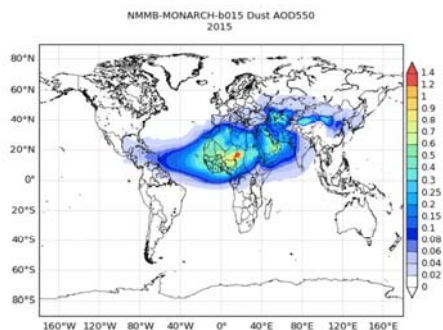 NMMB-MONARCH-b015 Dust AOD550
2015
80°N
60°N
40°N
20°N
0°
20°S
40°S
60°S
80°S
160°W 120°W 80°W 40°W 0° 40°E 80°E 120°E 160°E
1.4
1.2
1
0.9
0.8
0.7
0.6
0.5
0.4
0.3
0.25
0.2
0.15
0.1
0.08
0.06
0.04
0.02
0